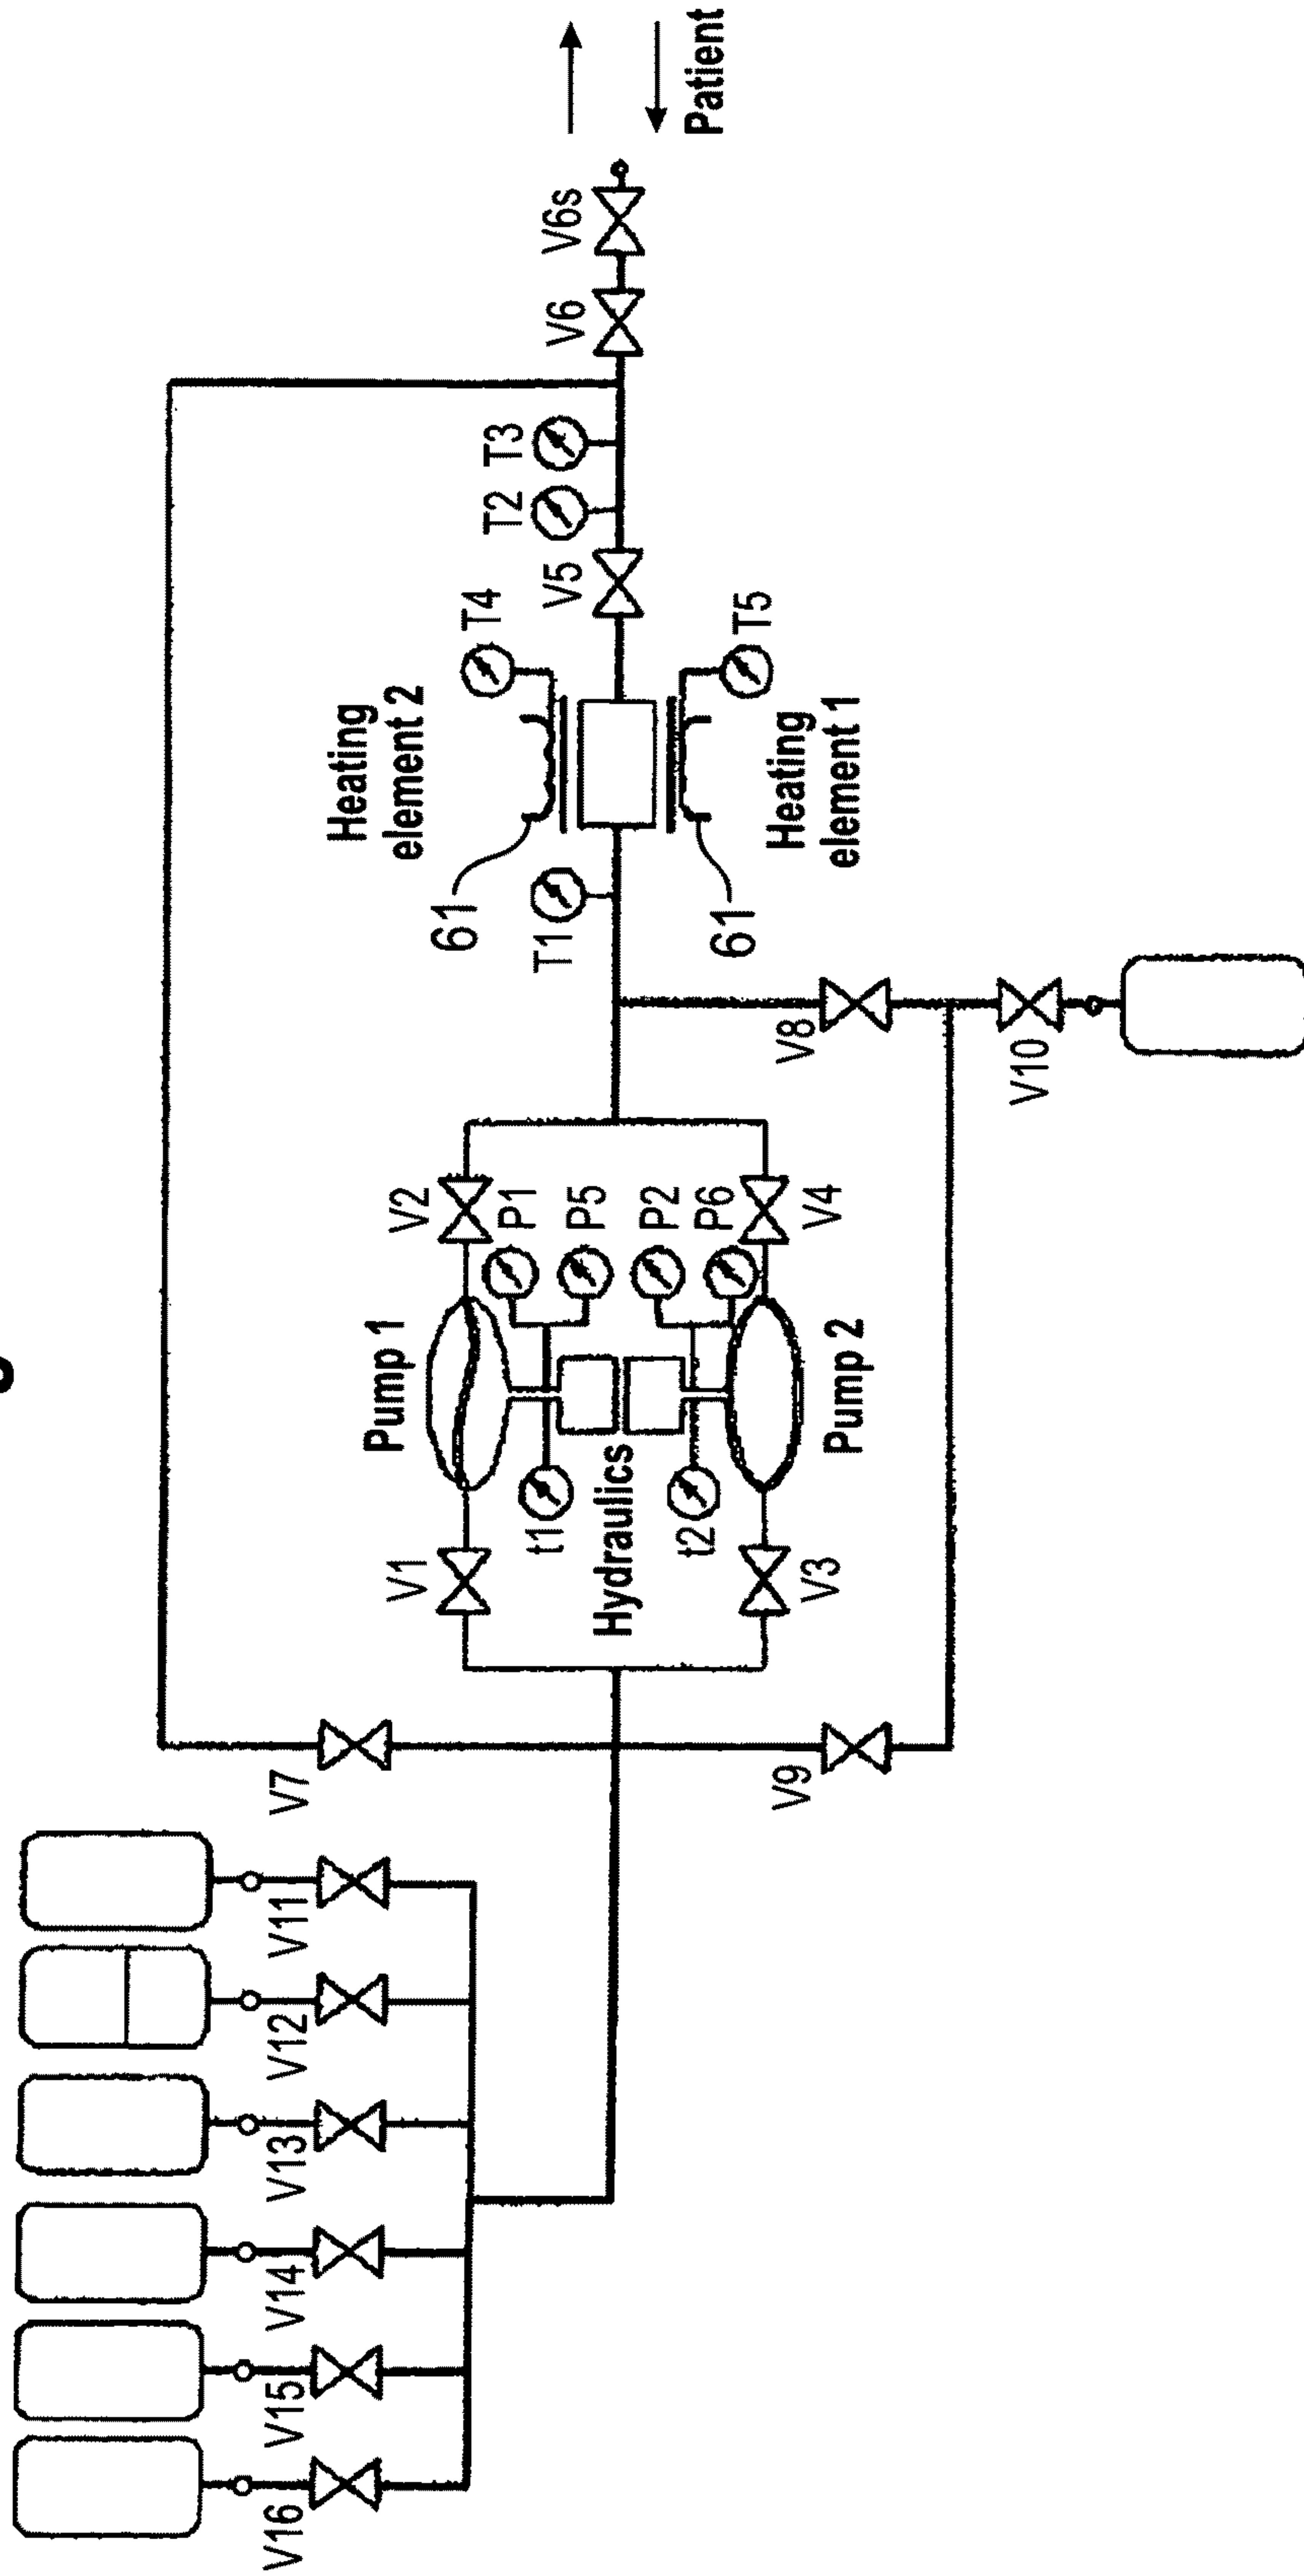 V16
V15
V14
V13
V12
V11
V7
V9
V1
V3
t1
t2
Hydraulics
Pump 1
Pump 2
P1
P5
P2
P6
V2
V4
V8
V10
T1
61
61
Heating
element 2
Heating
element 1
T4
T5
V5
T2
T3
V6
V6s
Patient